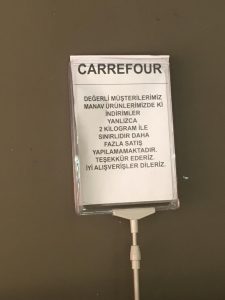 CARREFOUR
DEĞERLİ MÜŞTERİLERİMİZ
MANAV ÜRÜNLERİMİZDE Kİ
İNDİRİMLER
YANLIZCA
2 KİLOGRAM İLE
SINIRLIDIR DAHA
FAZLA SATIŞ
YAPILAMAMAKTADIR.
TEŞEKKÜR EDERİZ.
İYİ ALIŞVERİŞLER DİLERİZ.